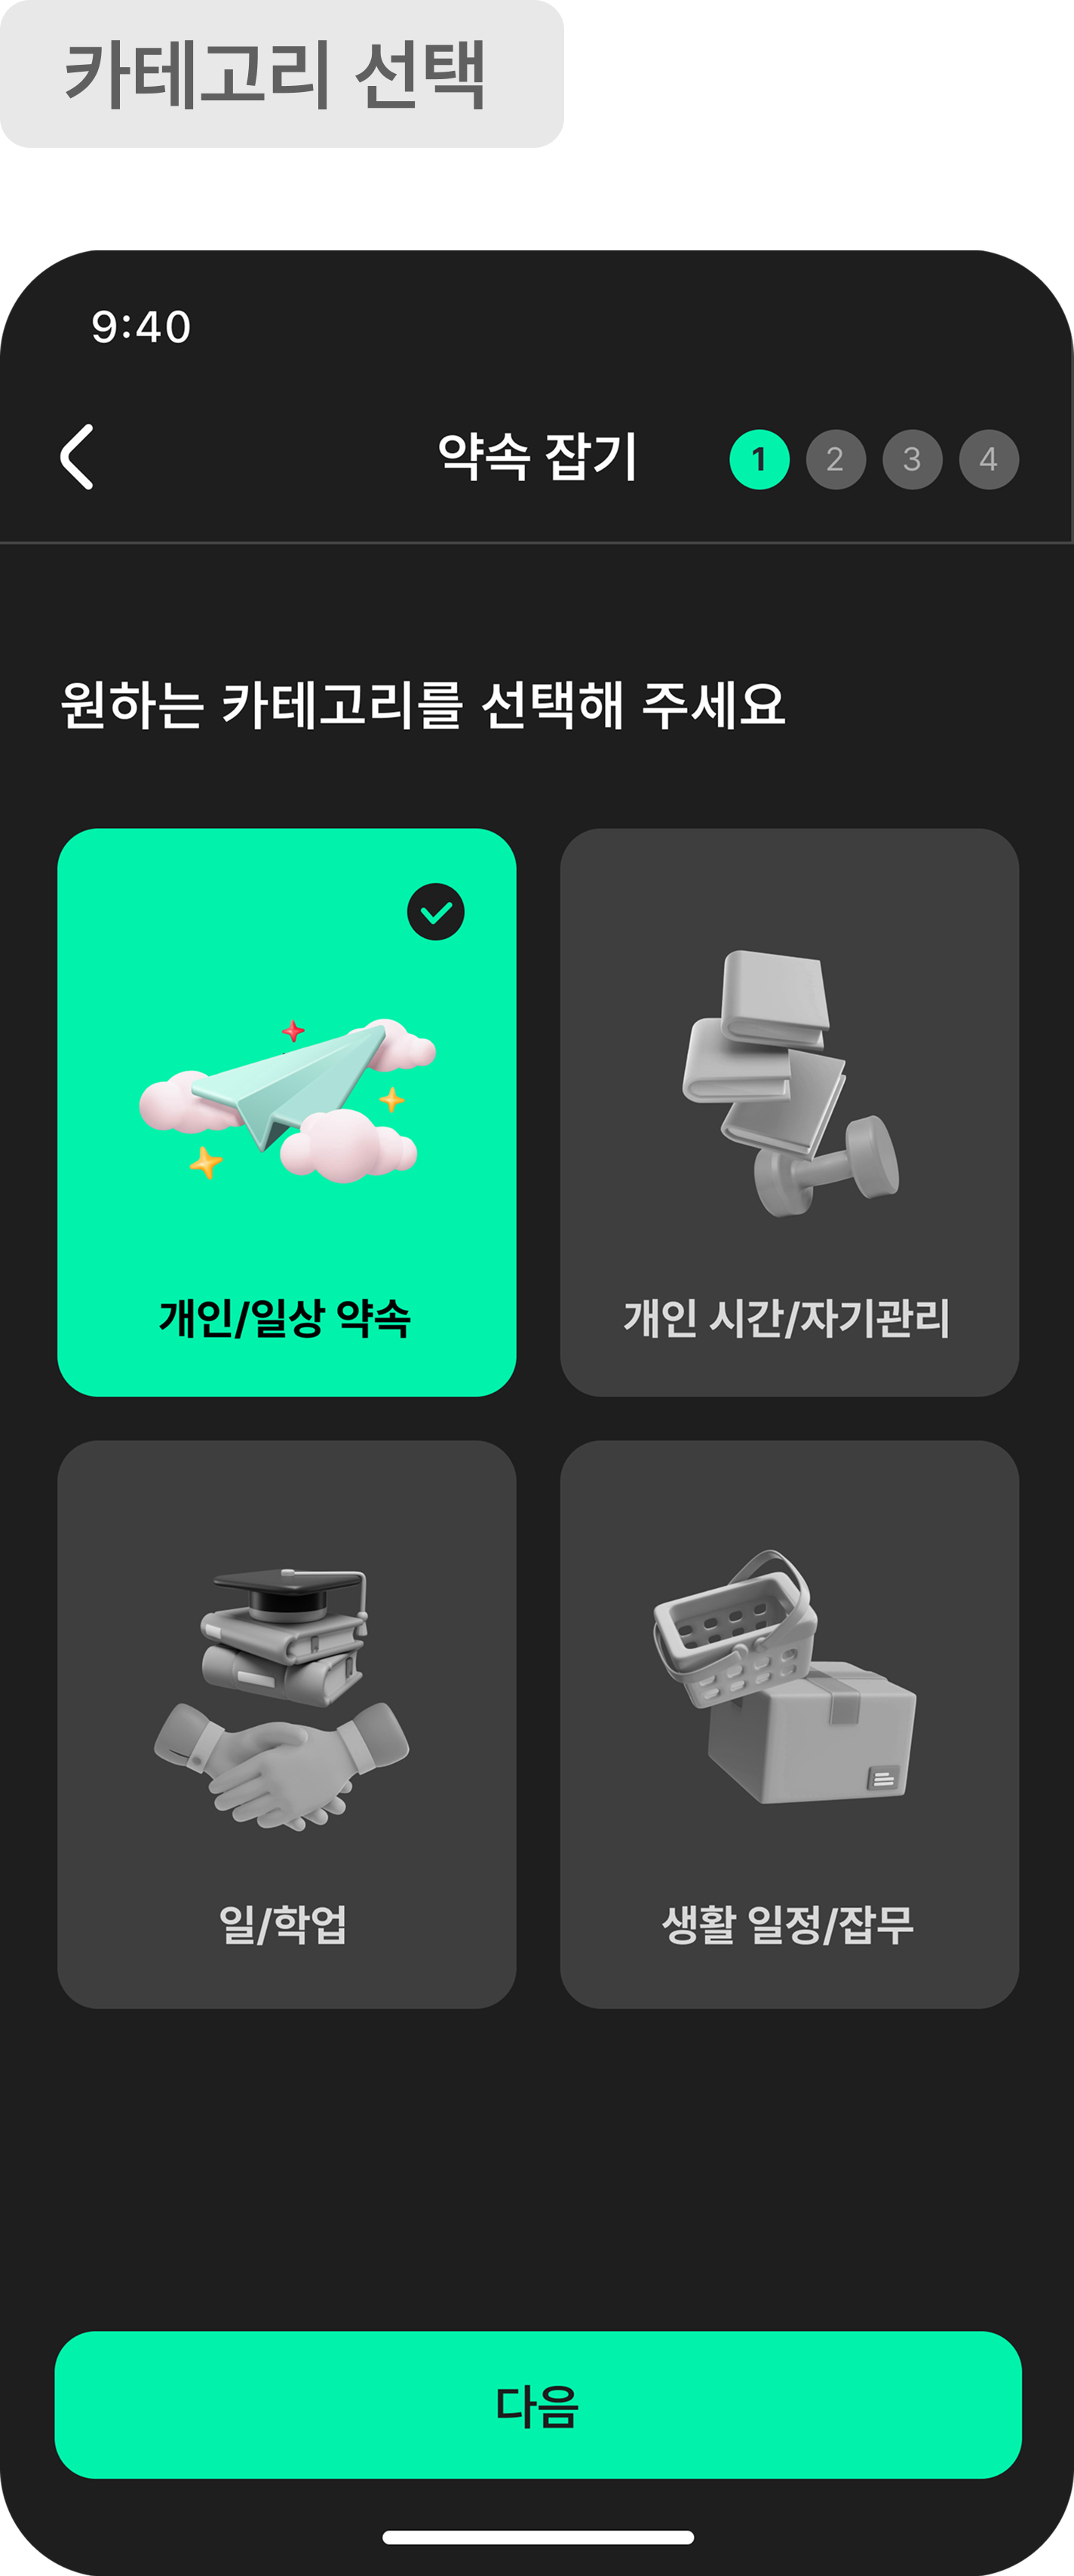 카테고리 선택
9:40
약속 잡기 1 2 3 4
원하는 카테고리를 선택해 주세요
개인/일상 약속
개인 시간/자기관리
일/학업
생활 일정/잡무
다음